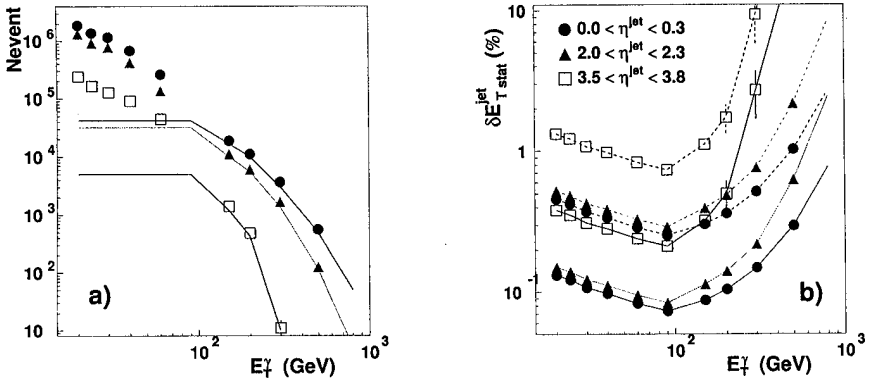 Nevent
10^6
10^5
10^4
10^3
10^2
10
a)
10^2
10^3
E_T^γ (GeV)
δE_T stat^jet (%)
10
1
10^-1
0.0 < η^jet < 0.3
2.0 < η^jet < 2.3
3.5 < η^jet < 3.8
b)
10^2
10^3
E_T^γ (GeV)